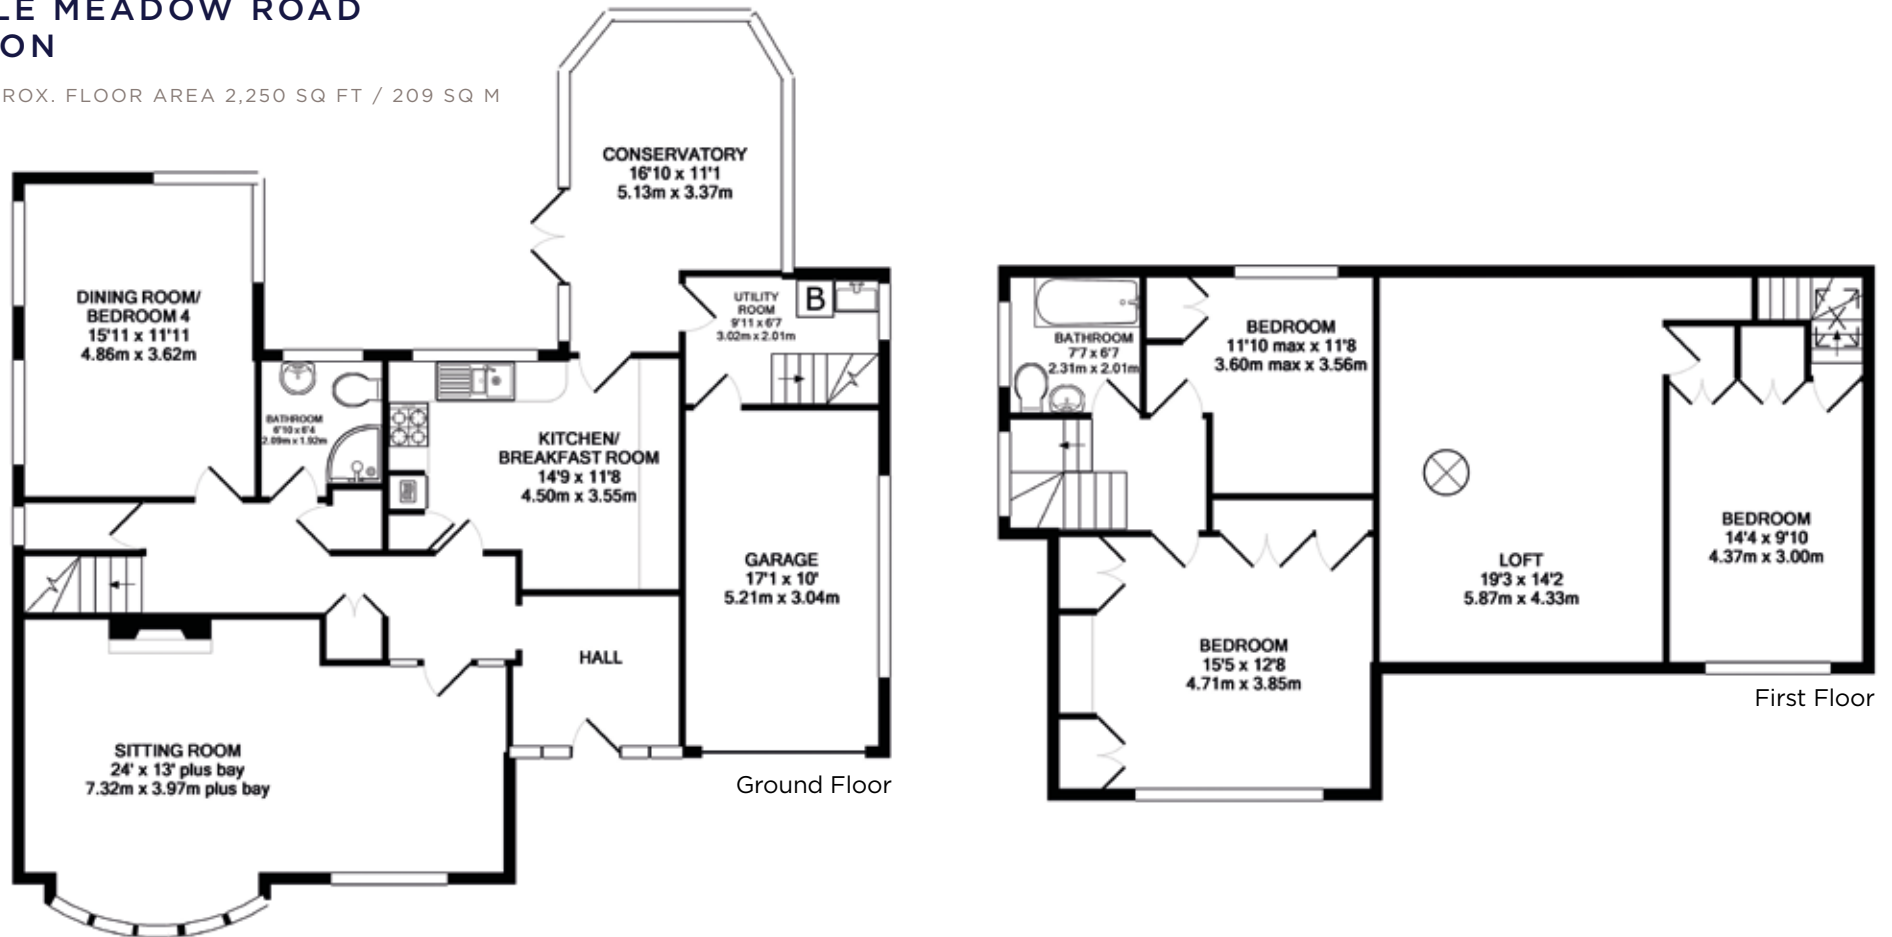 LE MEADOW ROAD
ON
ROX. FLOOR AREA 2,250 SQ FT / 209 SQ M
CONSERVATORY
16'10 x 11'1
5.13m x 3.37m
DINING ROOM/
BEDROOM 4
15'11 x 11'11
4.86m x 3.62m
UTILITY
ROOM
9'11 x 6'7
3.02m x 2.01m
B
BATHROOM
6'10 x 6'4
2.09m x 1.92m
KITCHEN/
BREAKFAST ROOM
14'9 x 11'8
4.50m x 3.55m
GARAGE
17'1 x 10'
5.21m x 3.04m
HALL
SITTING ROOM
24' x 13' plus bay
7.32m x 3.97m plus bay
Ground Floor
BATHROOM
7'7 x 6'7
2.31m x 2.01m
BEDROOM
11'10 max x 11'8
3.60m max x 3.56m
LOFT
19'3 x 14'2
5.87m x 4.33m
BEDROOM
14'4 x 9'10
4.37m x 3.00m
BEDROOM
15'5 x 12'8
4.71m x 3.85m
First Floor